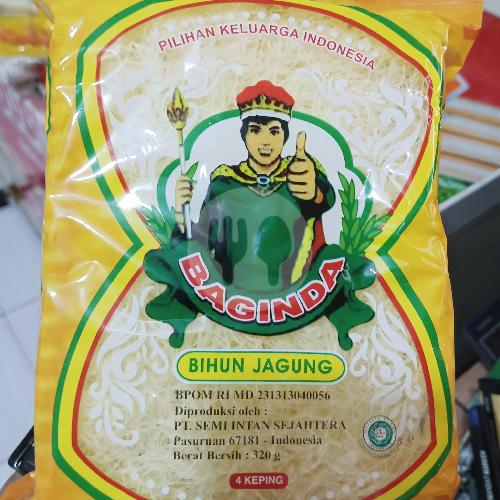 PILIHAN KELUARGA INDONESIA
BAGINDA
BIHUN JAGUNG
BPOM RI MD 231313040056
Diproduksi oleh :
PT. SEMI INTAN SEJAHTERA
Pasuruan 67181 - Indonesia
Berat Bersih : 320 g
4 KEPING